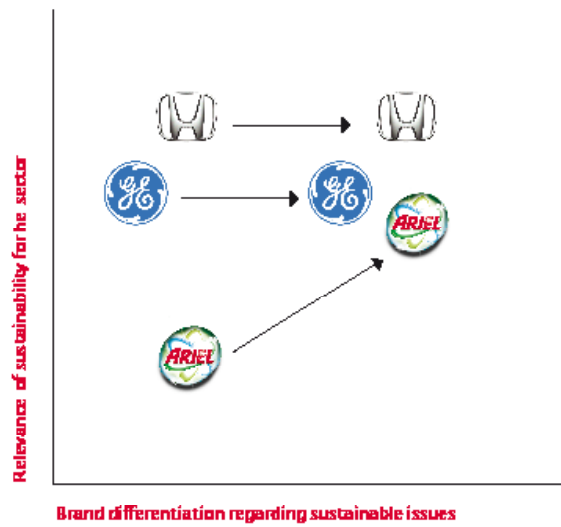 Relevance of sustainability for he sector
GE
GE
ARIEL
ARIEL
Brand differentiation regarding sustainable issues